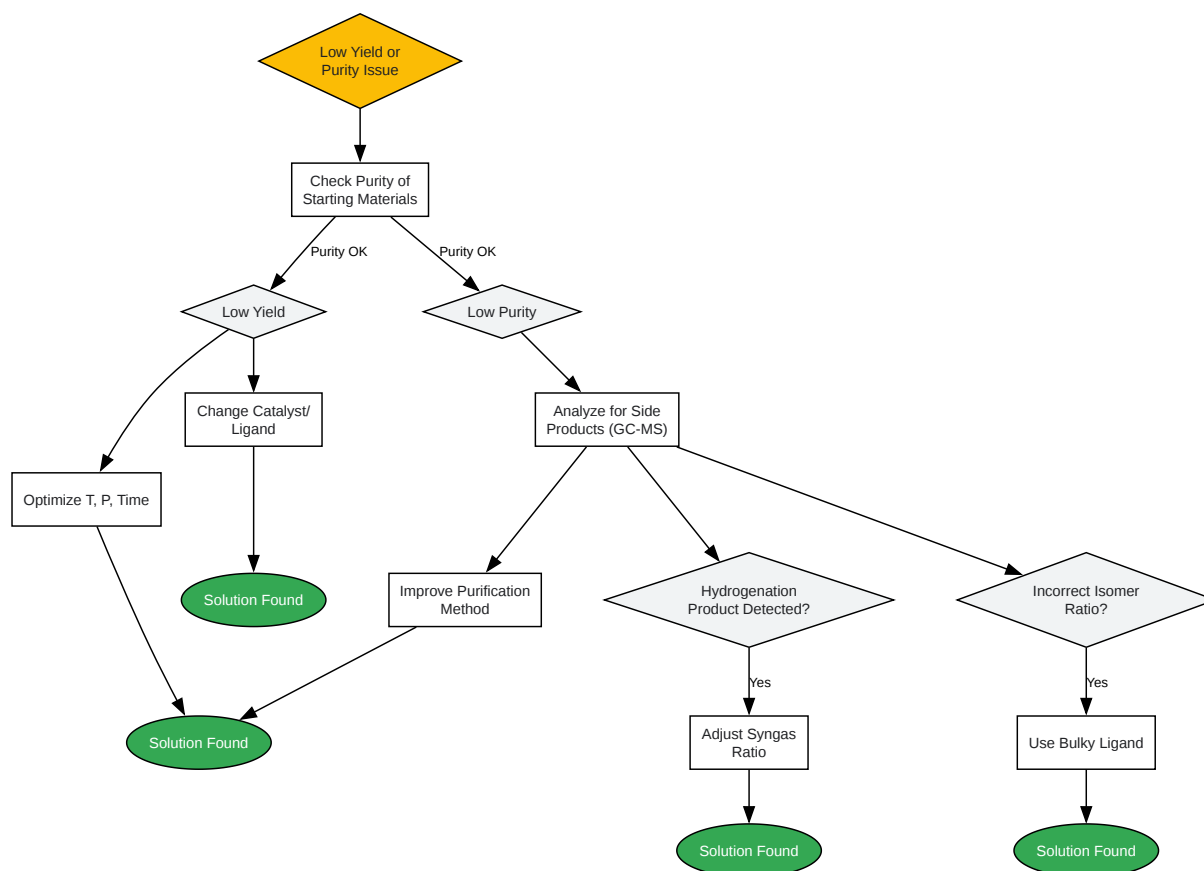 Low Yield or
Purity Issue
Check Purity of
Starting Materials
Purity OK
Purity OK
Low Yield
Low Purity
Change Catalyst/
Ligand
Analyze for Side
Products (GC-MS)
Optimize T, P, Time
Solution Found
Improve Purification
Method
Hydrogenation
Product Detected?
Incorrect Isomer
Ratio?
Yes
Yes
Solution Found
Adjust Syngas
Ratio
Use Bulky Ligand
Solution Found
Solution Found